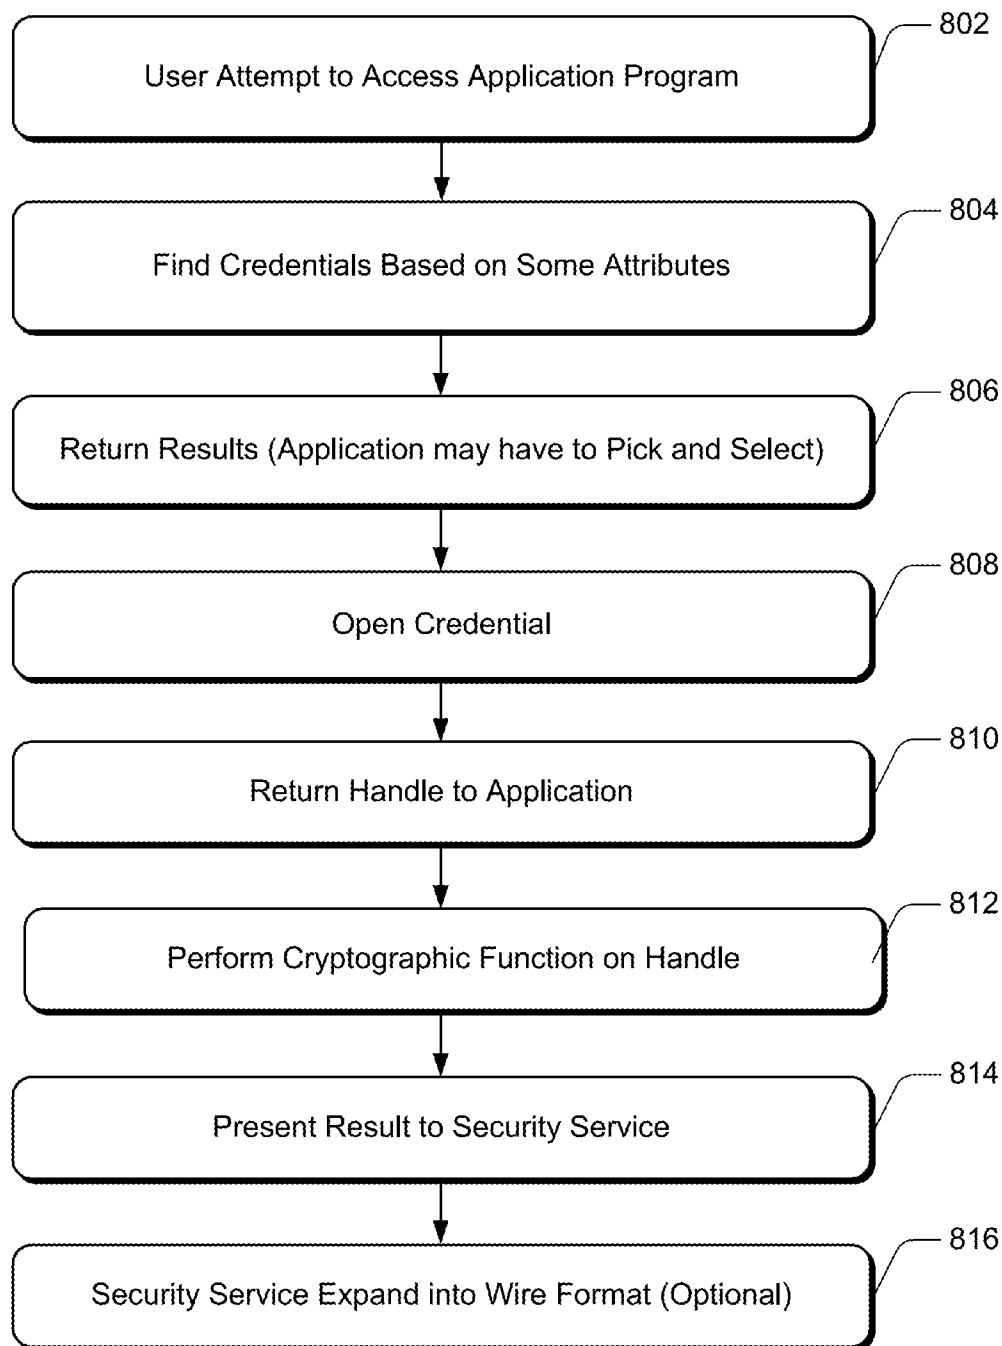 802
User Attempt to Access Application Program
804
Find Credentials Based on Some Attributes
806
Return Results (Application may have to Pick and Select)
808
Open Credential
810
Return Handle to Application
812
Perform Cryptographic Function on Handle
814
Present Result to Security Service
816
Security Service Expand into Wire Format (Optional)